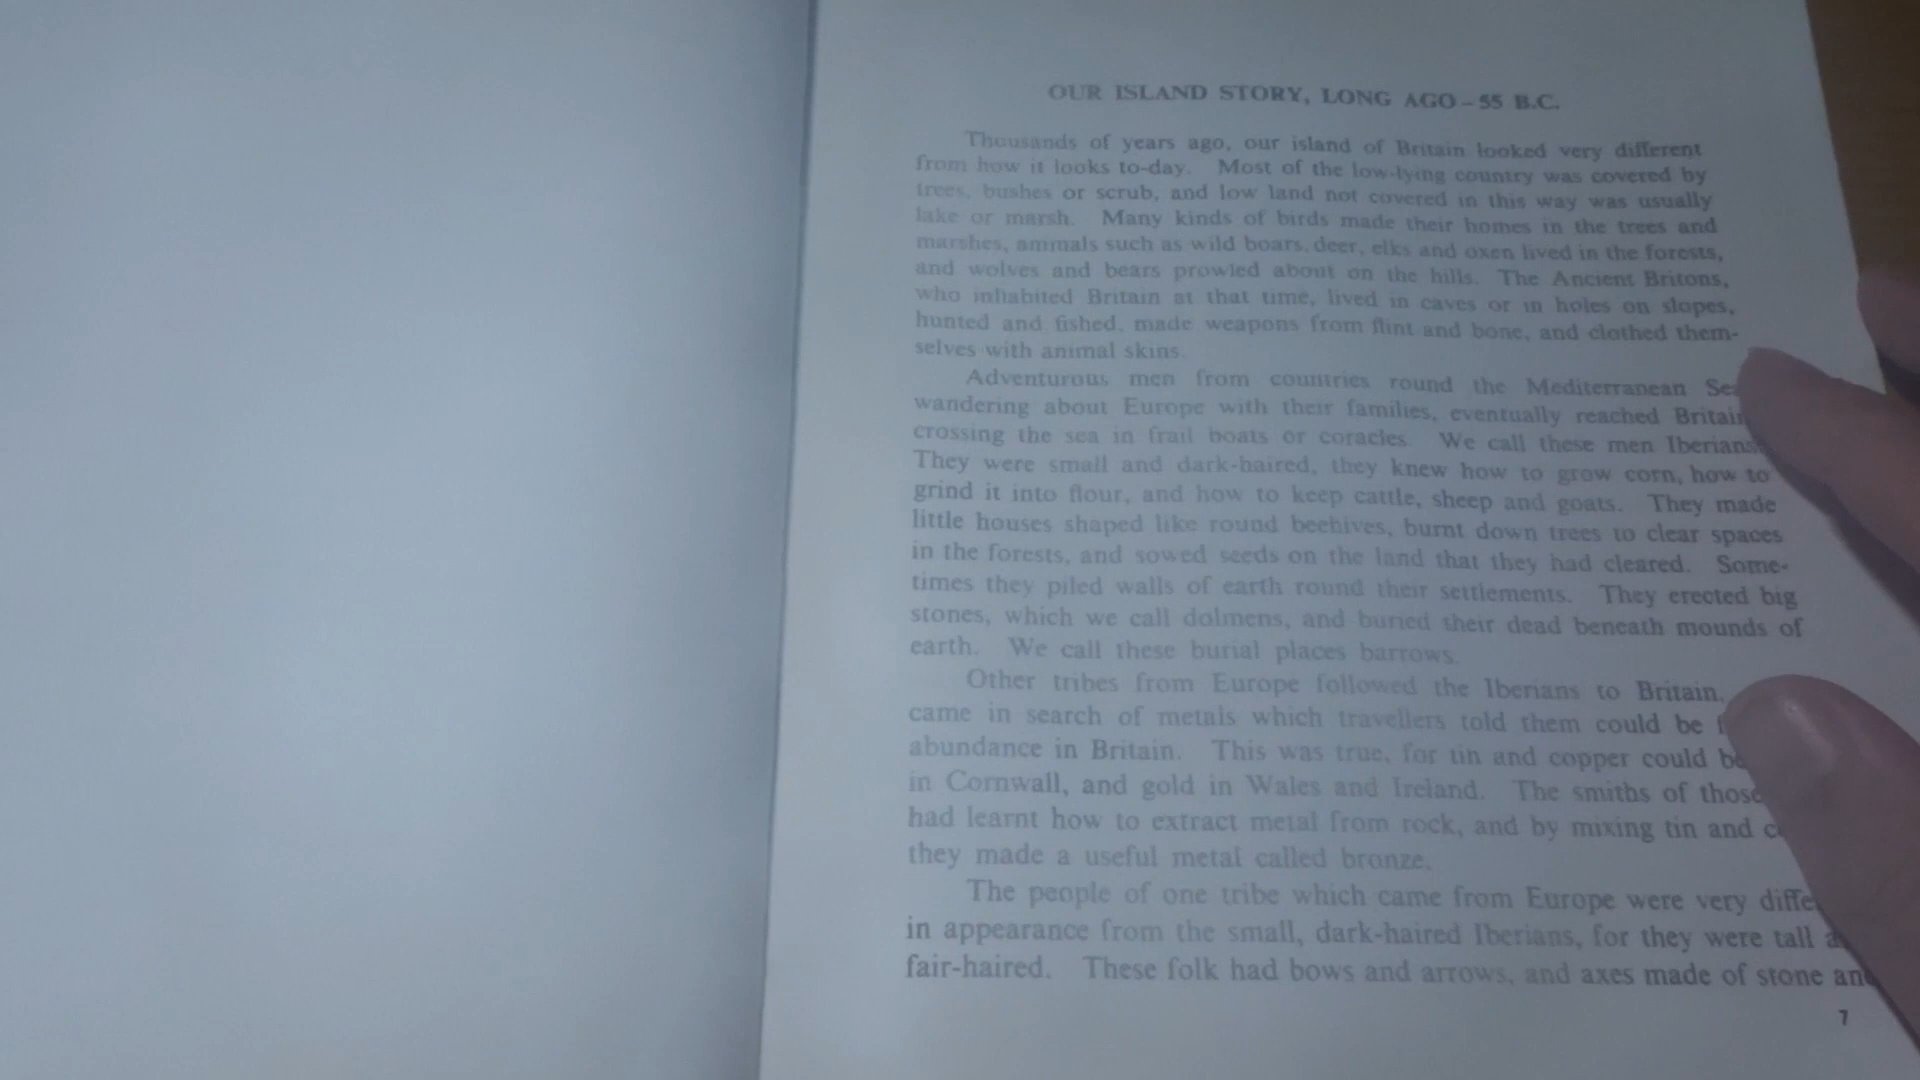 OUR ISLAND STORY, LONG AGO – 55 B.C.
Thousands of years ago, our island of Britain looked very different
from how it looks to-day. Most of the low-lying country was covered by
trees, bushes or scrub, and low land not covered in this way was usually
lake or marsh. Many kinds of birds made their homes in the trees and
marshes, animals such as wild boars, deer, elks and oxen lived in the forests,
and wolves and bears prowled about on the hills. The Ancient Britons,
who inhabited Britain at that time, lived in caves or in holes on slopes,
hunted and fished, made weapons from flint and bone, and clothed them-
selves with animal skins.
Adventurous men from countries round the Mediterranean
wandering about Europe with their families, eventually reached
crossing the sea in frail boats or coracles. We call these men Iberians
They were small and dark-haired, they knew how to grow corn, how to
grind it into flour, and how to keep cattle, sheep and goats. They made
little houses shaped like round beehives, burnt down trees to clear spaces
in the forests, and sowed seeds on the land that they had cleared. Some-
times they piled walls of earth round their settlements. They erected big
stones, which we call dolmens, and buried their dead beneath mounds of
earth. We call these burial places barrows.
Other tribes from Europe followed the Iberians to Britain,
came in search of metals which travellers told them could be
abundance in Britain. This was true, for tin and copper could
in Cornwall, and gold in Wales and Ireland. The smiths of
had learnt how to extract metal from rock, and by mixing tin and
they made a useful metal called bronze.
The people of one tribe which came from Europe were very
in appearance from the small, dark-haired Iberians, for they were tall
fair-haired. These folk had bows and arrows, and axes made of stone and
7